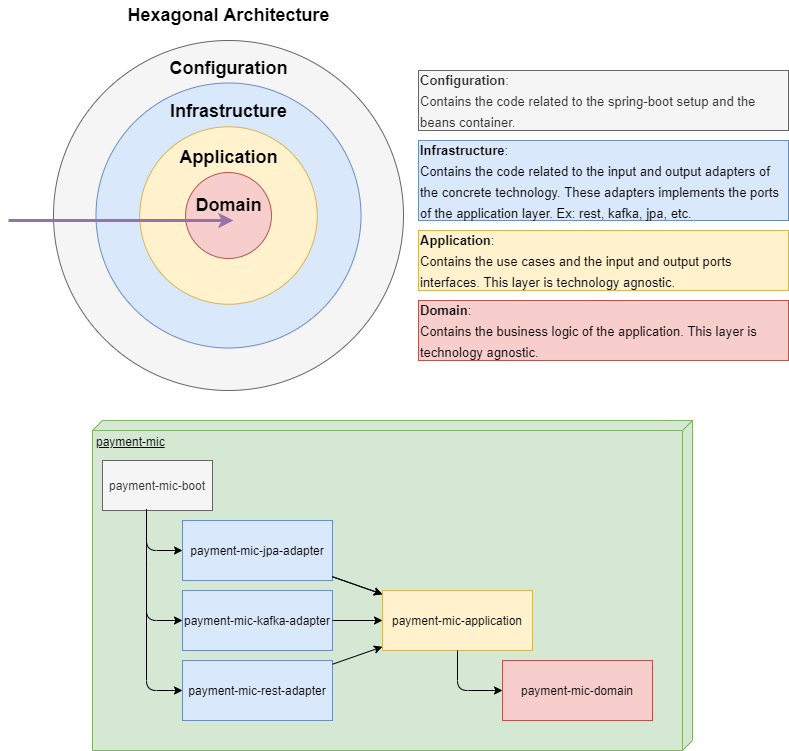 Hexagonal Architecture
Configuration
Infrastructure
Application
Domain
Configuration:
Contains the code related to the spring-boot setup and the
beans container.
Infrastructure:
Contains the code related to the input and output adapters of
the concrete technology. These adapters implements the ports
of the application layer. Ex: rest, kafka, jpa, etc.
Application:
Contains the use cases and the input and output ports
interfaces. This layer is technology agnostic.
Domain:
Contains the business logic of the application. This layer is
technology agnostic.
payment-mic
payment-mic-boot
payment-mic-jpa-adapter
payment-mic-kafka-adapter
payment-mic-application
payment-mic-rest-adapter
payment-mic-domain